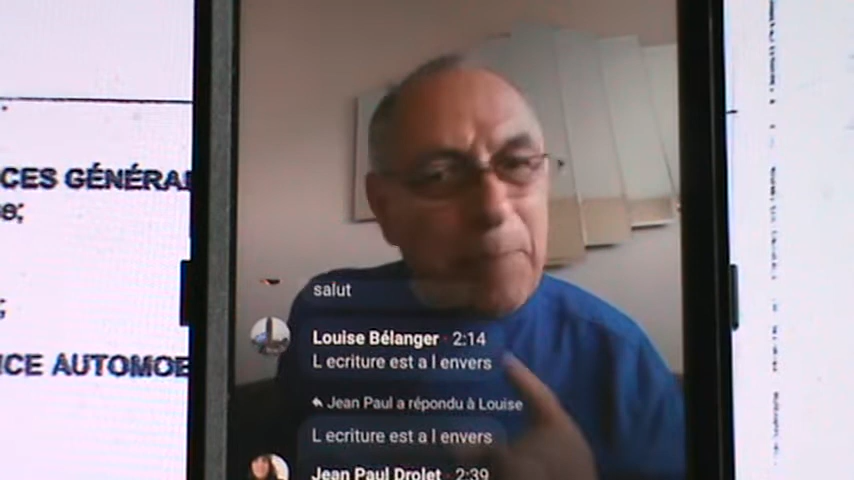 CES GÉNÉRA
e;
;
ICE AUTOMOB
salut
Louise Bélanger · 2:14
L ecriture est a l envers
Jean Paul a répondu à Louise
L ecriture est a l envers
Jean Paul Drolet · 2:39